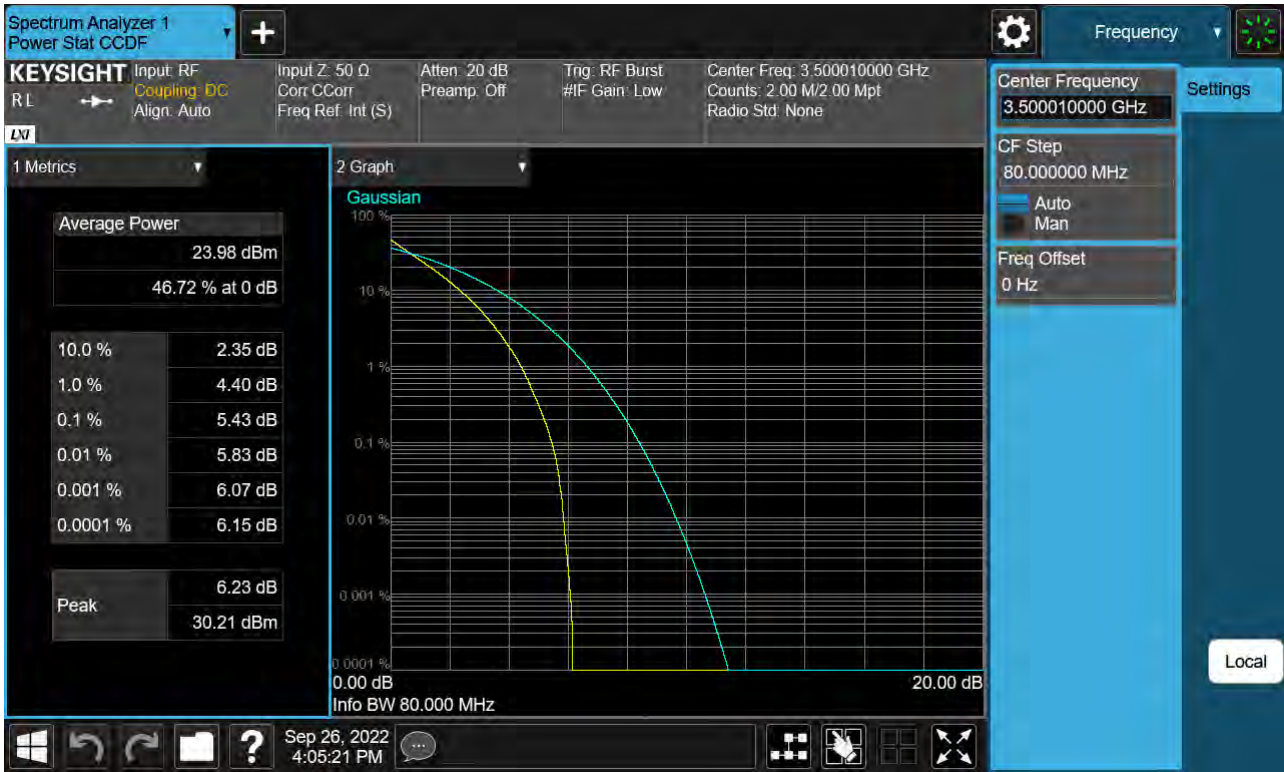 Spectrum Analyzer 1
Power Stat CCDF
+
Frequency
KEYSIGHT
RL
LXI
Input: RF
Coupling: DC
Align: Auto
Input Z: 50 Ω
Corr CCorr
Freq Ref: Int (S)
Atten: 20 dB
Preamp: Off
Trig: RF Burst
#IF Gain: Low
Center Freq: 3.500010000 GHz
Counts: 2.00 M/2.00 Mpt
Radio Std: None
1 Metrics
Average Power
23.98 dBm
46.72 % at 0 dB
10.0 % 2.35 dB
1.0 % 4.40 dB
0.1 % 5.43 dB
0.01 % 5.83 dB
0.001 % 6.07 dB
0.0001 % 6.15 dB
Peak
6.23 dB
30.21 dBm
2 Graph
Gaussian
100 %
10 %
1 %
0.1 %
0.01 %
0.001 %
0.0001 %
0.00 dB 20.00 dB
Info BW 80.000 MHz
Center Frequency
3.500010000 GHz
CF Step
80.000000 MHz
Auto
Man
Freq Offset
0 Hz
Settings
Local
?
Sep 26, 2022
4:05:21 PM